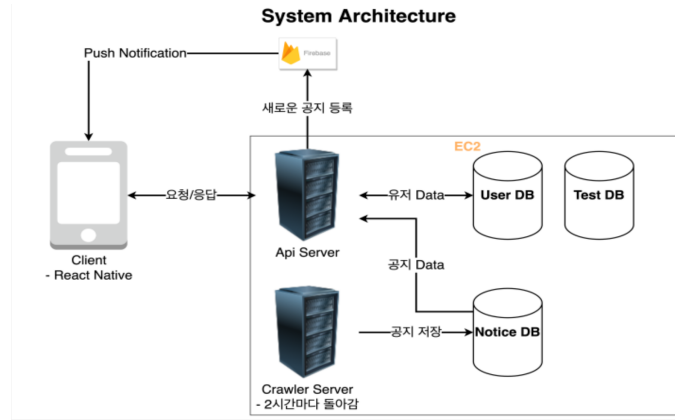 System Architecture
Push Notification
Firebase
새로운 공지 등록
EC2
요청/응답
유저 Data
User DB
Test DB
Client
- React Native
Api Server
공지 Data
공지 저장
Notice DB
Crawler Server
- 2시간마다 돌아감